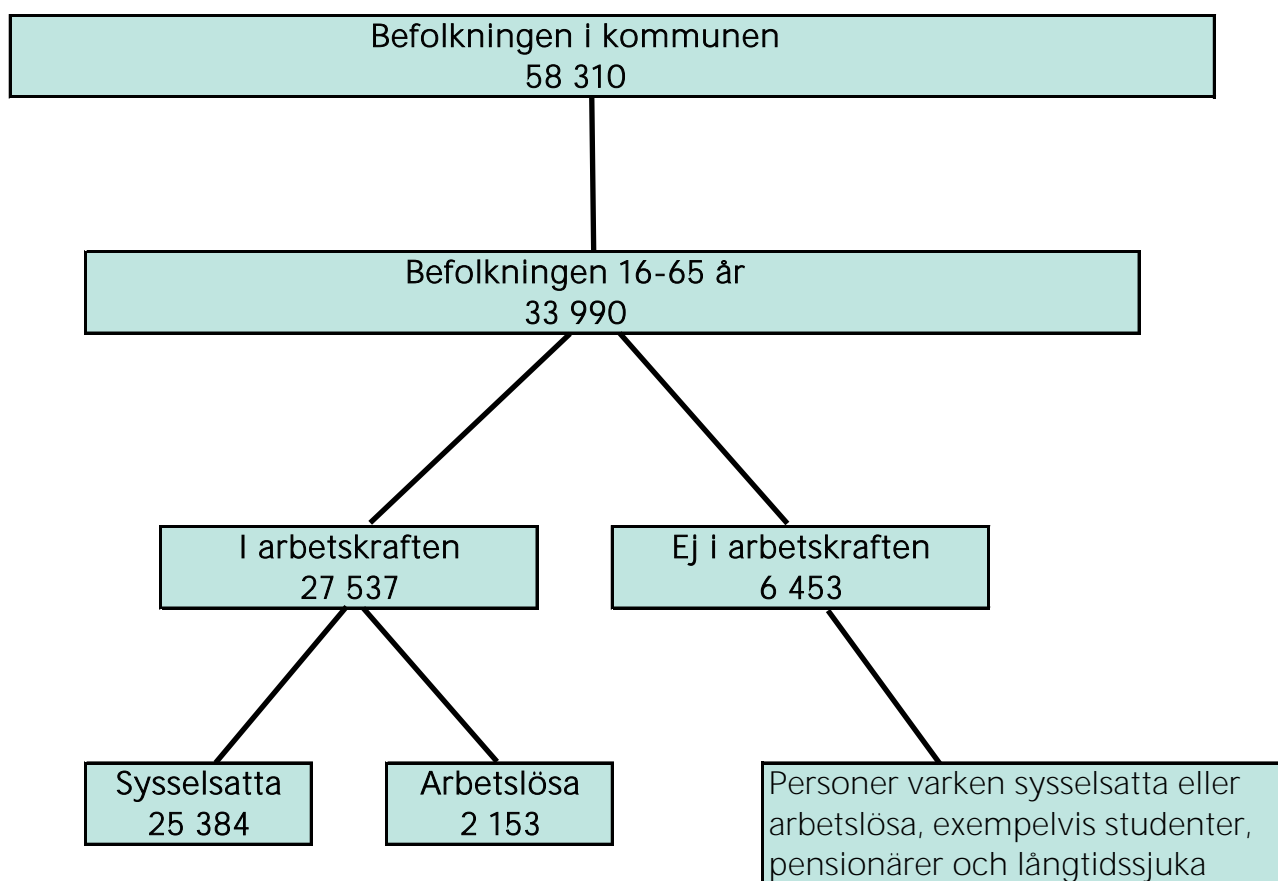 Befolkningen i kommunen
58 310
Befolkningen 16-65 år
33 990
I arbetskraften
27 537
Ej i arbetskraften
6 453
Sysselsatta
25 384
Arbetslösa
2 153
Personer varken sysselsatta eller
arbetslösa, exempelvis studenter,
pensionärer och långtidssjuka